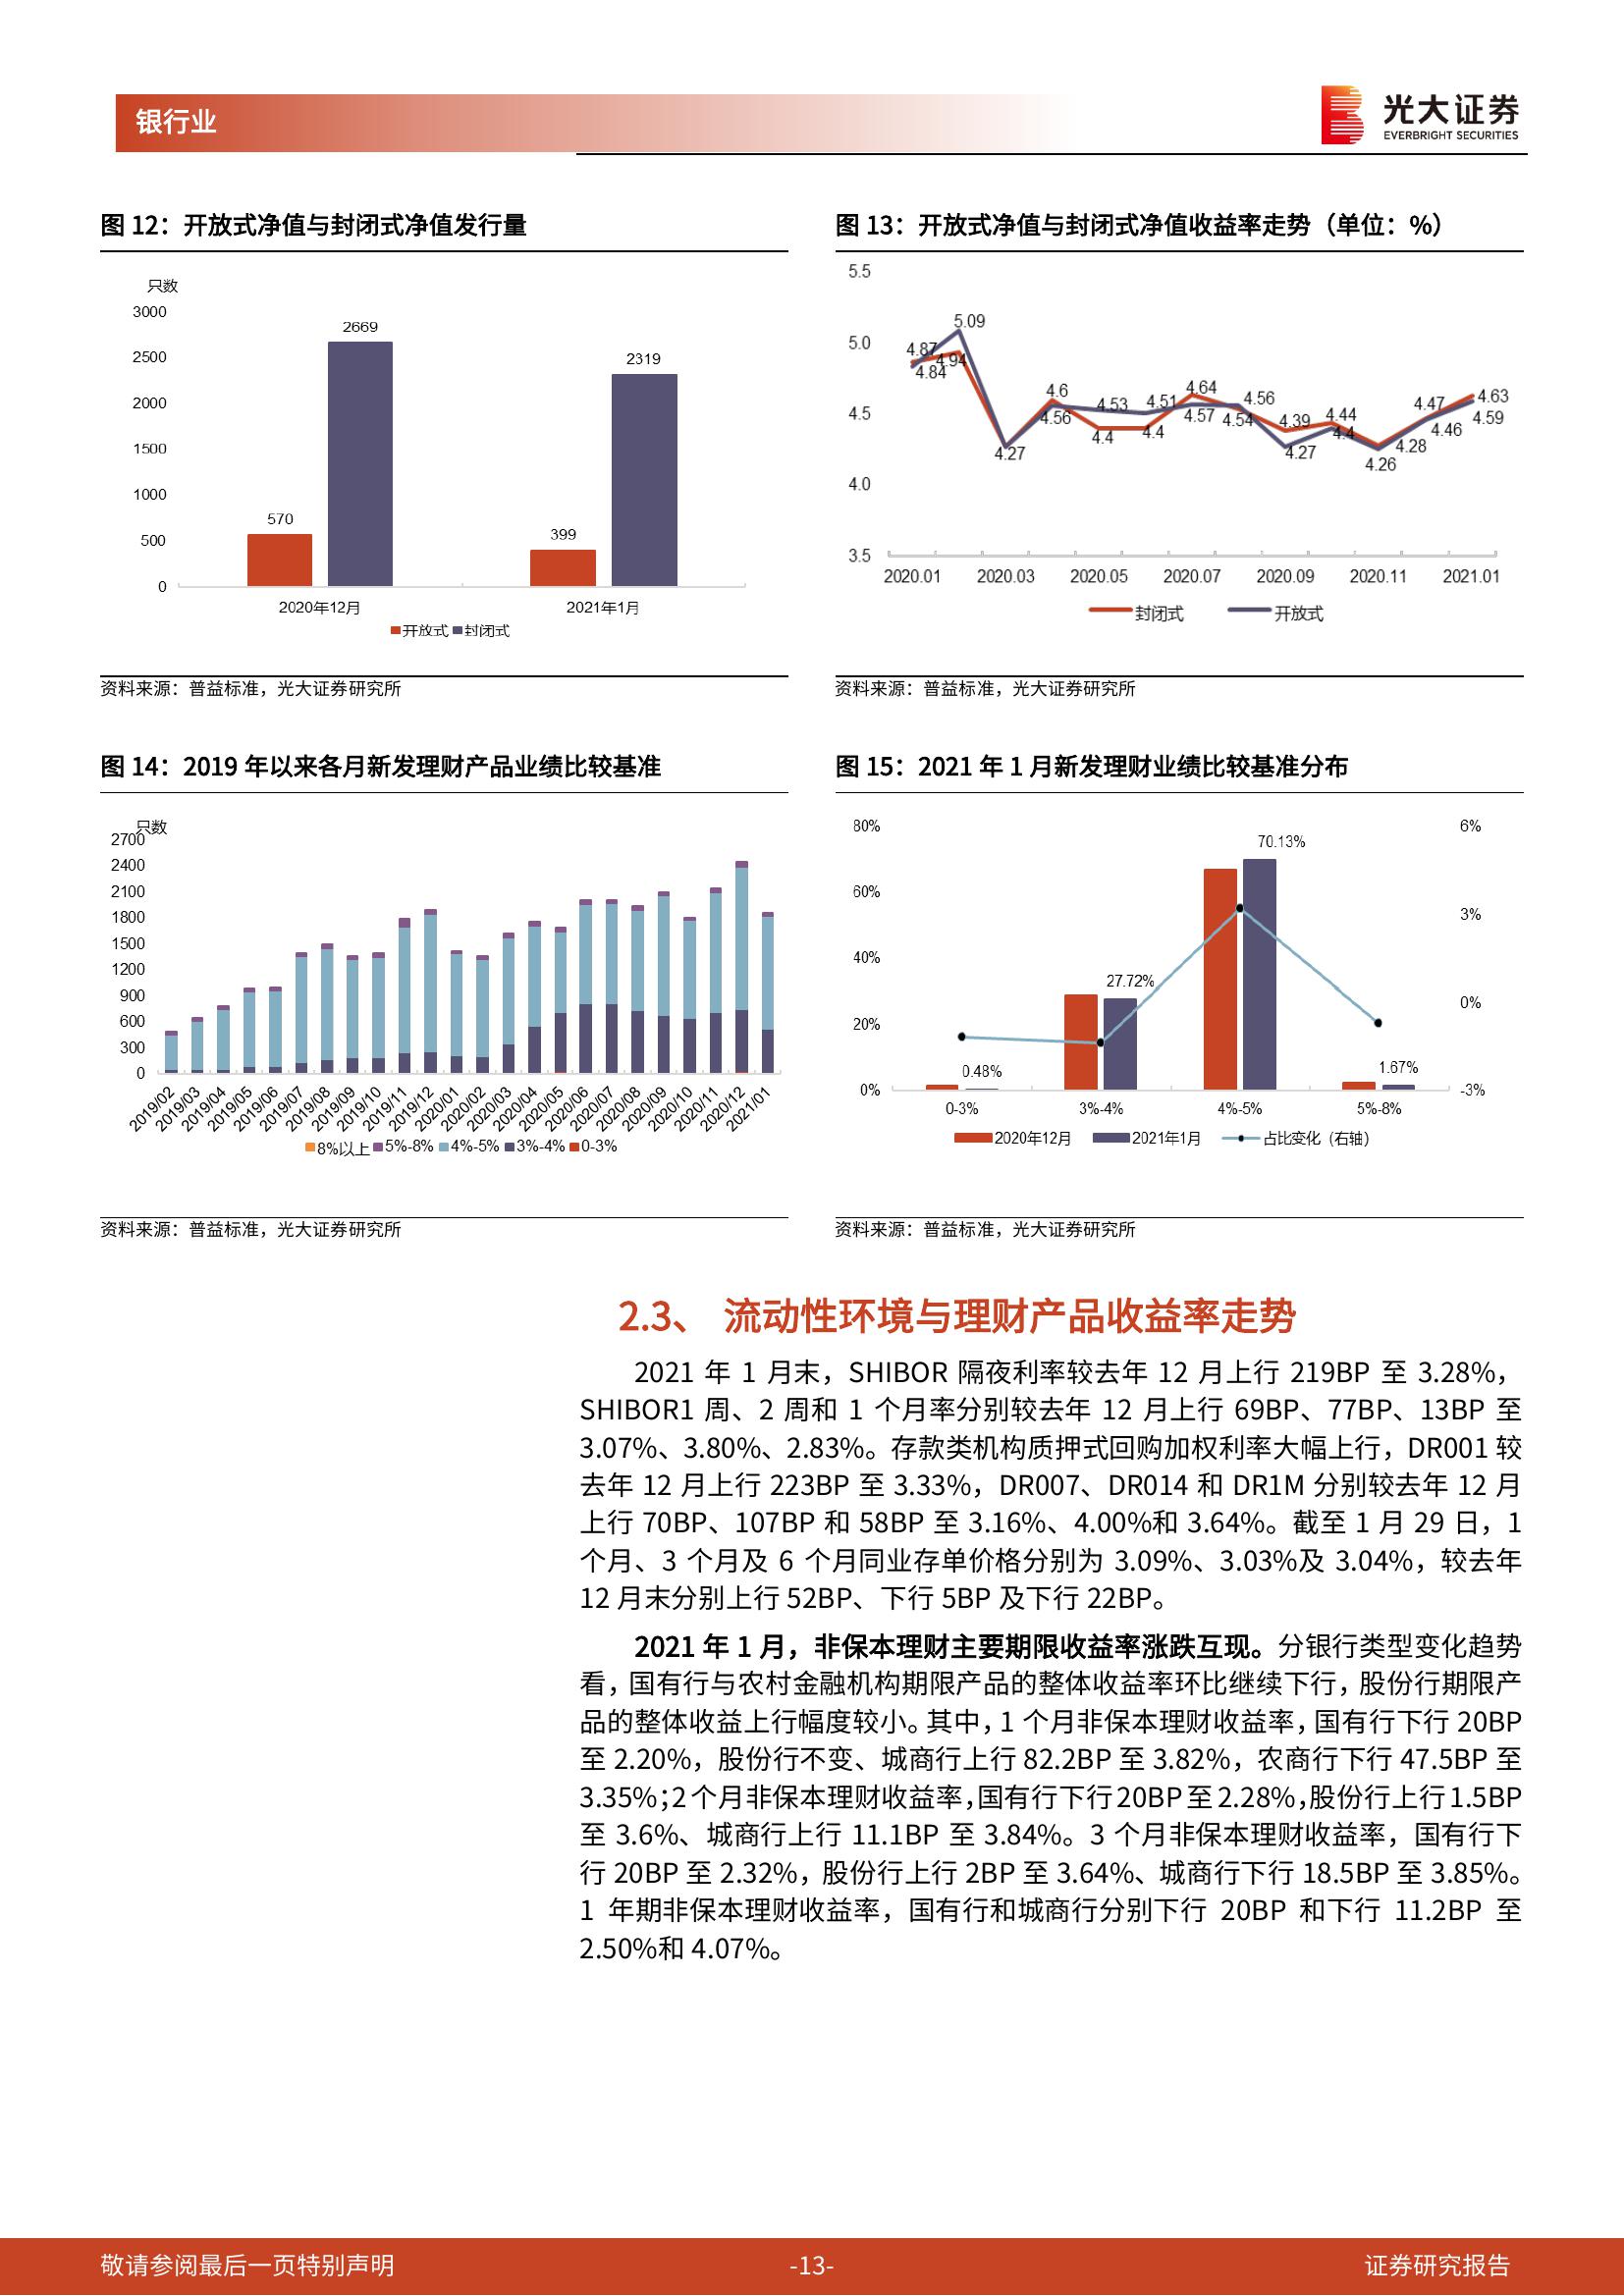 银行业
光大证券
EVERBRIGHT SECURITIES
图 12：开放式净值与封闭式净值发行量
只数
3000
2500
2000
1500
1000
500
0
570
2669
399
2319
2020年12月
2021年1月
开放式 封闭式
资料来源：普益标准，光大证券研究所
图 13：开放式净值与封闭式净值收益率走势（单位：%）
5.5
5.0
4.5
4.0
3.5
4.87
4.84
5.09
4.94
4.27
4.6
4.56
4.53
4.4
4.51
4.4
4.64
4.57
4.56
4.54
4.39
4.27
4.44
4.4
4.28
4.26
4.47
4.46
4.63
4.59
2020.01 2020.03 2020.05 2020.07 2020.09 2020.11 2021.01
封闭式 开放式
资料来源：普益标准，光大证券研究所
图 14：2019 年以来各月新发理财产品业绩比较基准
只数
2700
2400
2100
1800
1500
1200
900
600
300
0
2019/02 2019/03 2019/04 2019/05 2019/06 2019/07 2019/08 2019/09 2019/10 2019/11 2019/12 2020/01 2020/02 2020/03 2020/04 2020/05 2020/06 2020/07 2020/08 2020/09 2020/10 2020/11 2020/12 2021/01
8%以上 5%-8% 4%-5% 3%-4% 0-3%
资料来源：普益标准，光大证券研究所
图 15：2021 年 1 月新发理财业绩比较基准分布
80%
60%
40%
20%
0%
6%
3%
0%
-3%
0.48%
27.72%
70.13%
1.67%
0-3% 3%-4% 4%-5% 5%-8%
2020年12月 2021年1月 占比变化（右轴）
资料来源：普益标准，光大证券研究所
2.3、 流动性环境与理财产品收益率走势
2021 年 1 月末，SHIBOR 隔夜利率较去年 12 月上行 219BP 至 3.28%，
SHIBOR1 周、2 周和 1 个月率分别较去年 12 月上行 69BP、77BP、13BP 至
3.07%、3.80%、2.83%。存款类机构质押式回购加权利率大幅上行，DR001 较
去年 12 月上行 223BP 至 3.33%，DR007、DR014 和 DR1M 分别较去年 12 月
上行 70BP、107BP 和 58BP 至 3.16%、4.00%和 3.64%。截至 1 月 29 日，1
个月、3 个月及 6 个月同业存单价格分别为 3.09%、3.03%及 3.04%，较去年
12 月末分别上行 52BP、下行 5BP 及下行 22BP。
2021 年 1 月，非保本理财主要期限收益率涨跌互现。分银行类型变化趋势
看，国有行与农村金融机构期限产品的整体收益率环比继续下行，股份行期限产
品的整体收益上行幅度较小。其中，1 个月非保本理财收益率，国有行下行 20BP
至 2.20%，股份行不变、城商行上行 82.2BP 至 3.82%，农商行下行 47.5BP 至
3.35%；2 个月非保本理财收益率，国有行下行 20BP 至 2.28%，股份行上行 1.5BP
至 3.6%、城商行上行 11.1BP 至 3.84%。3 个月非保本理财收益率，国有行下
行 20BP 至 2.32%，股份行上行 2BP 至 3.64%、城商行下行 18.5BP 至 3.85%。
1 年期非保本理财收益率，国有行和城商行分别下行 20BP 和下行 11.2BP 至
2.50%和 4.07%。
敬请参阅最后一页特别声明
-13-
证券研究报告